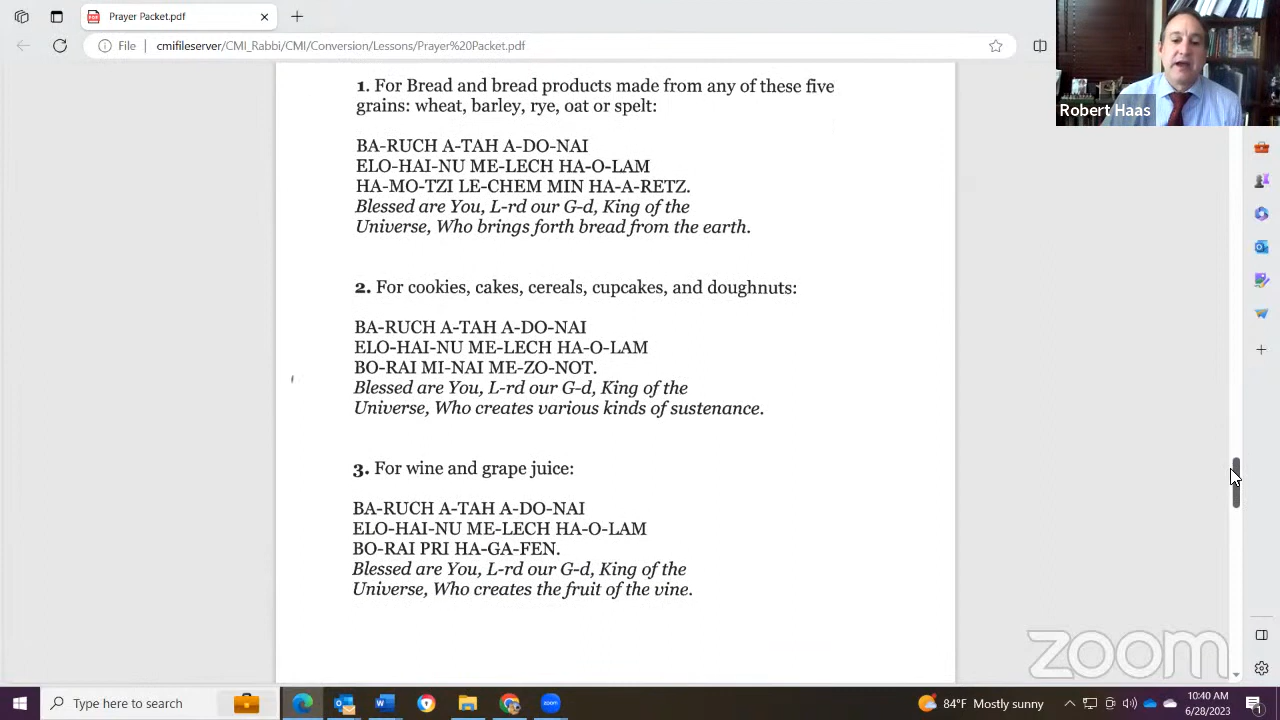 Prayer Packet.pdf
File
cmifileserver/CMI_Rabbi/CMI/Conversion/Lessons/Prayer%20Packet.pdf
Robert Haas
1. For Bread and bread products made from any of these five
grains: wheat, barley, rye, oat or spelt:
BA-RUCH A-TAH A-DO-NAI
ELO-HAI-NU ME-LECH HA-O-LAM
HA-MO-TZI LE-CHEM MIN HA-A-RETZ.
Blessed are You, L-rd our G-d, King of the
Universe, Who brings forth bread from the earth.
2. For cookies, cakes, cereals, cupcakes, and doughnuts:
BA-RUCH A-TAH A-DO-NAI
ELO-HAI-NU ME-LECH HA-O-LAM
BO-RAI MI-NAI ME-ZO-NOT.
Blessed are You, L-rd our G-d, King of the
Universe, Who creates various kinds of sustenance.
3. For wine and grape juice:
BA-RUCH A-TAH A-DO-NAI
ELO-HAI-NU ME-LECH HA-O-LAM
BO-RAI PRI HA-GA-FEN.
Blessed are You, L-rd our G-d, King of the
Universe, Who creates the fruit of the vine.
zoom
Type here to search
zoom
84°F Mostly sunny
10:40 AM
6/28/2023
1